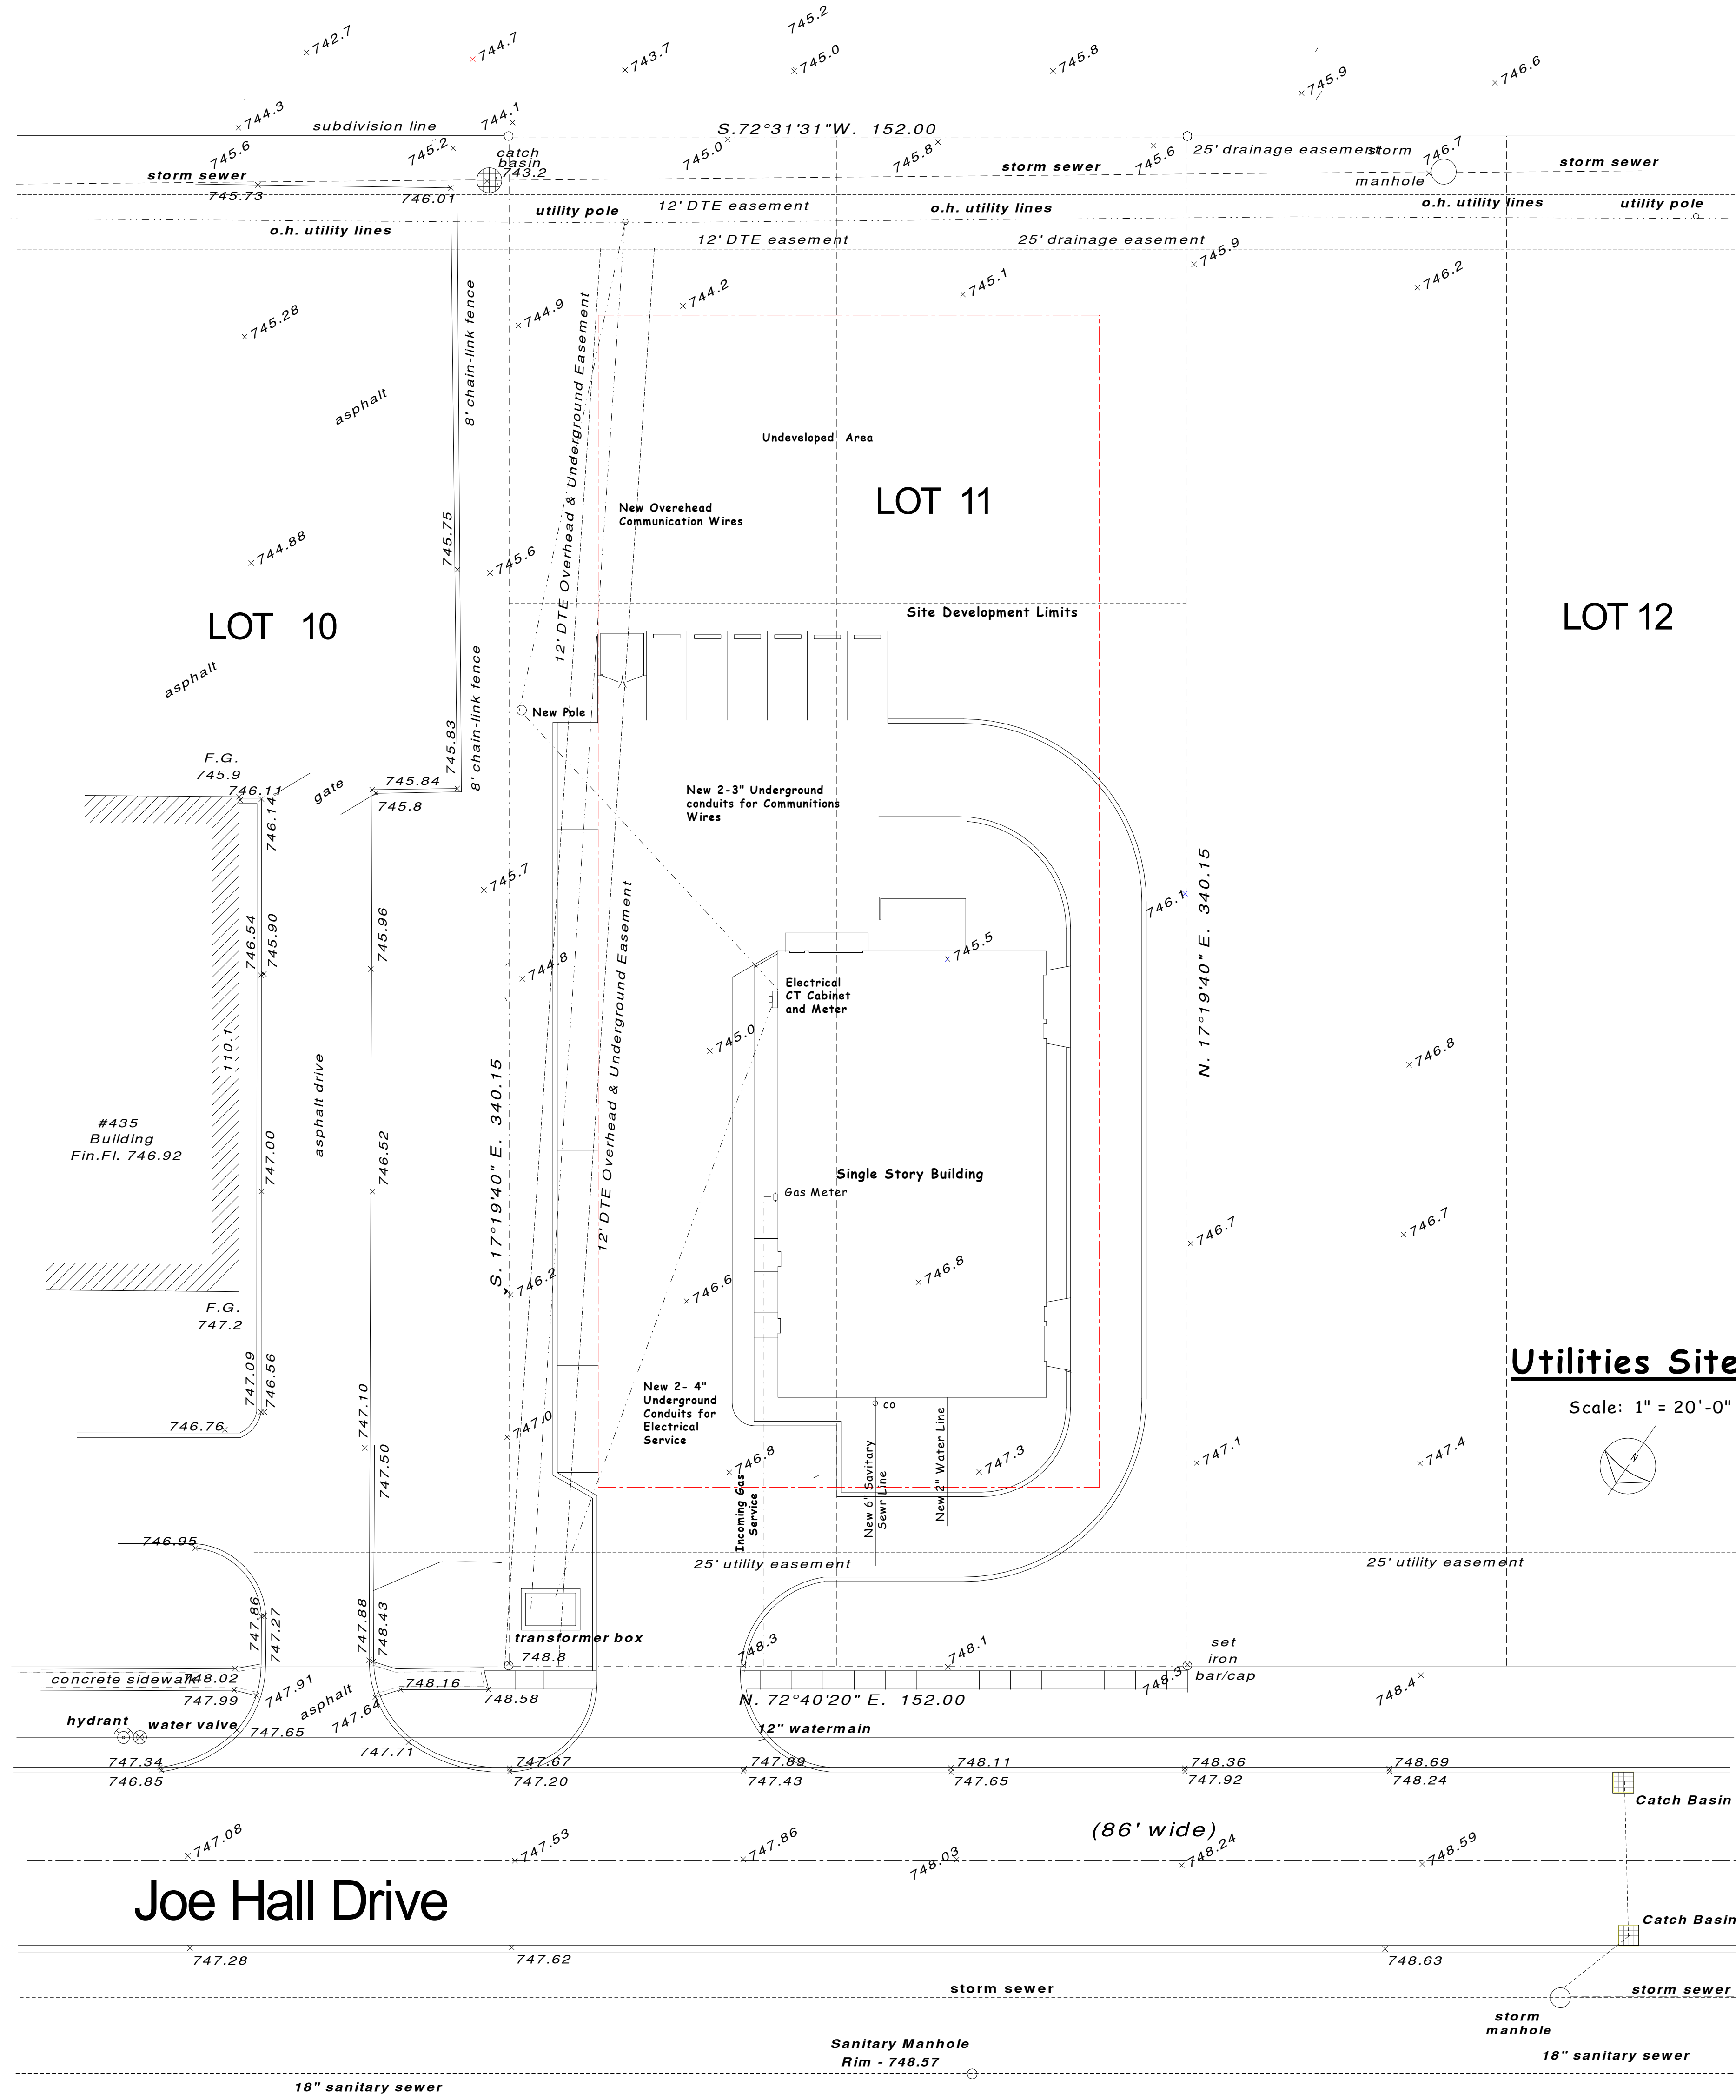 745.2
742.7
744.7
743.7
745.0
745.8
745.9
746.6
744.3
subdivision line
744.1
S.72°31'31"W. 152.00
745.6
745.2
catch
basin
743.2
745.0
745.8
745.6
25' drainage easement
storm
manhole
746.7
storm sewer
storm sewer
storm sewer
745.73
746.01
utility pole
12' DTE easement
o.h. utility lines
o.h. utility lines
utility pole
o.h. utility lines
12' DTE easement
25' drainage easement
745.9
745.28
744.9
744.2
745.1
746.2
8' chain-link fence
12' DTE Overhead & Underground Easement
asphalt
Undeveloped Area
LOT 11
New Overehead
Communication Wires
744.88
745.75
745.6
LOT 10
Site Development Limits
LOT 12
asphalt
8' chain-link fence
New Pole
745.83
F.G.
745.9
746.11
746.14
gate
745.84
745.8
New 2-3" Underground
conduits for Communitions
Wires
745.7
746.1
N. 17°19'40" E. 340.15
746.54
745.90
745.96
744.8
745.5
12' DTE Overhead & Underground Easement
Electrical
CT Cabinet
and Meter
745.0
746.8
110.1
asphalt drive
S. 17°19'40" E. 340.15
#435
Building
Fin.Fl. 746.92
747.00
746.52
Single Story Building
Gas Meter
746.7
746.7
746.2
746.6
746.8
F.G.
747.2
747.09
746.56
747.10
Utilities Site
Scale: 1" = 20'-0"
New 2- 4"
Underground
Conduits for
Electrical
Service
co
746.76
747.0
747.50
746.8
747.3
747.1
747.4
N
Incoming Gas
Service
New 6" Savitary
Sewr Line
New 2" Water Line
746.95
25' utility easement
25' utility easement
747.86
747.27
747.88
748.43
transformer box
748.8
748.3
748.1
set
iron
bar/cap
748.3
748.4
concrete sidewalk
748.02
747.99
747.91
asphalt
748.16
748.58
N. 72°40'20" E. 152.00
hydrant
water valve
747.65
747.64
747.71
12" watermain
747.34
746.85
747.67
747.20
747.89
747.43
748.11
747.65
748.36
747.92
748.69
748.24
Catch Basin
(86' wide)
747.08
747.53
747.86
748.03
748.24
748.59
Joe Hall Drive
Catch Basin
747.28
747.62
748.63
storm sewer
storm sewer
storm
manhole
Sanitary Manhole
Rim - 748.57
18" sanitary sewer
18" sanitary sewer